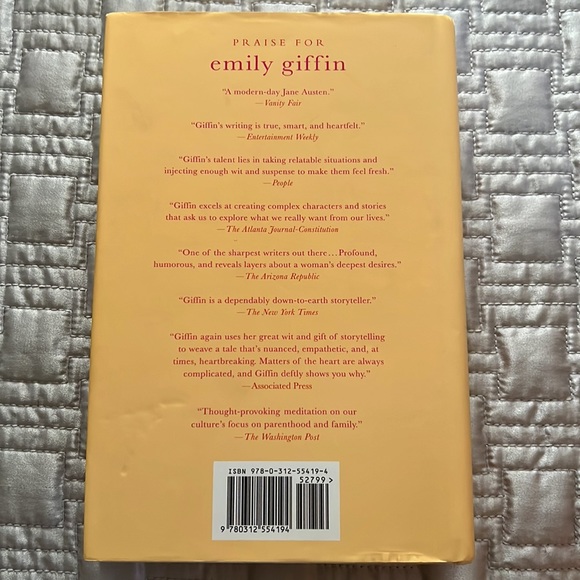 PRAISE FOR
emily giffin
“A modern-day Jane Austen.”
—Vanity Fair
“Giffin’s writing is true, smart, and heartfelt.”
—Entertainment Weekly
“Giffin’s talent lies in taking relatable situations and
injecting enough wit and suspense to make them feel fresh.”
—People
“Giffin excels at creating complex characters and stories
that ask us to explore what we really want from our lives.”
—The Atlanta Journal-Constitution
“One of the sharpest writers out there…Profound,
humorous, and reveals layers about a woman’s deepest desires.”
—The Arizona Republic
“Giffin is a dependably down-to-earth storyteller.”
—The New York Times
“Giffin again uses her great wit and gift of storytelling
to weave a tale that’s nuanced, empathetic, and, at
times, heartbreaking. Matters of the heart are always
complicated, and Giffin deftly shows you why.”
—Associated Press
“Thought-provoking meditation on our
culture’s focus on parenthood and family.”
—The Washington Post
ISBN 978-0-312-55419-4
52799>
9 780312 554194